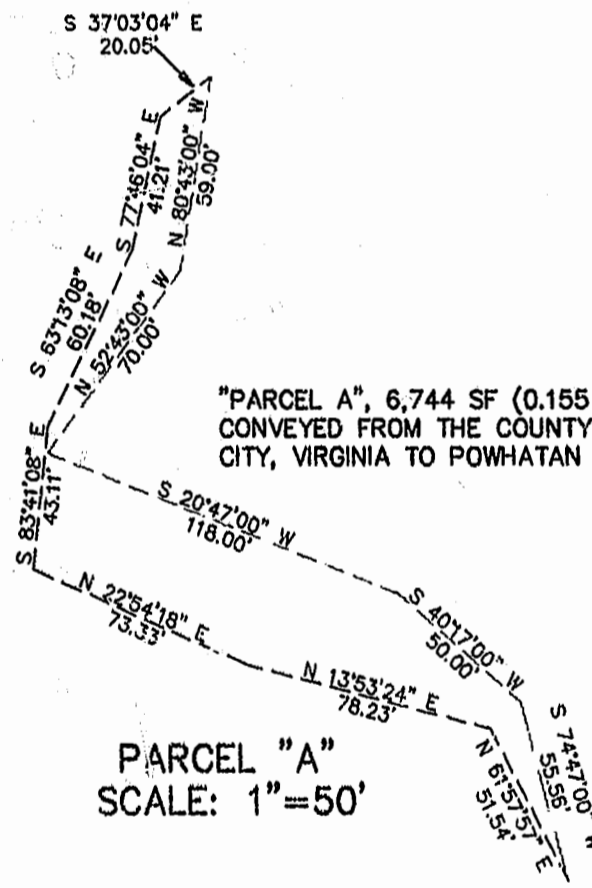 S 37°03'04" E
20.05'
S 77°46'04" E
41.21'
N 80°43'00" W
59.00'
S 63°13'08" E
60.18'
N 52°43'00" W
70.00'
"PARCEL A", 6,744 SF (0.155
CONVEYED FROM THE COUNTY
CITY, VIRGINIA TO POWHATAN
S 83°41'08" E
43.11'
S 20°47'00" W
118.00'
N 22°54'18" E
73.33'
S 40°17'00" W
50.00'
N 13°53'24" E
78.23'
S 74°47'00" W
55.56'
N 61°57'57" E
51.54'
PARCEL "A"
SCALE: 1"=50'